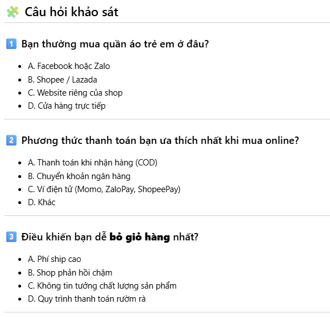 🧩 Câu hỏi khảo sát
1️⃣ Bạn thường mua quần áo trẻ em ở đâu?
• A. Facebook hoặc Zalo
• B. Shopee / Lazada
• C. Website riêng của shop
• D. Cửa hàng trực tiếp
2️⃣ Phương thức thanh toán bạn ưa thích nhất khi mua online?
• A. Thanh toán khi nhận hàng (COD)
• B. Chuyển khoản ngân hàng
• C. Ví điện tử (Momo, ZaloPay, ShopeePay)
• D. Khác
3️⃣ Điều khiến bạn dễ bỏ giỏ hàng nhất?
• A. Phí ship cao
• B. Shop phản hồi chậm
• C. Không tin tưởng chất lượng sản phẩm
• D. Quy trình thanh toán rườm rà